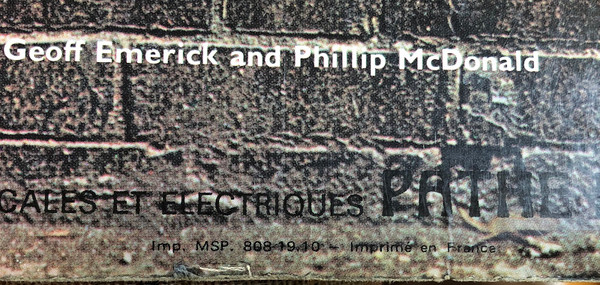 Geoff Emerick and Phillip McDonald
CALES ET ELECTRIQUES PATHE
Imp. MSP. 808-19.10 - Imprimé en France